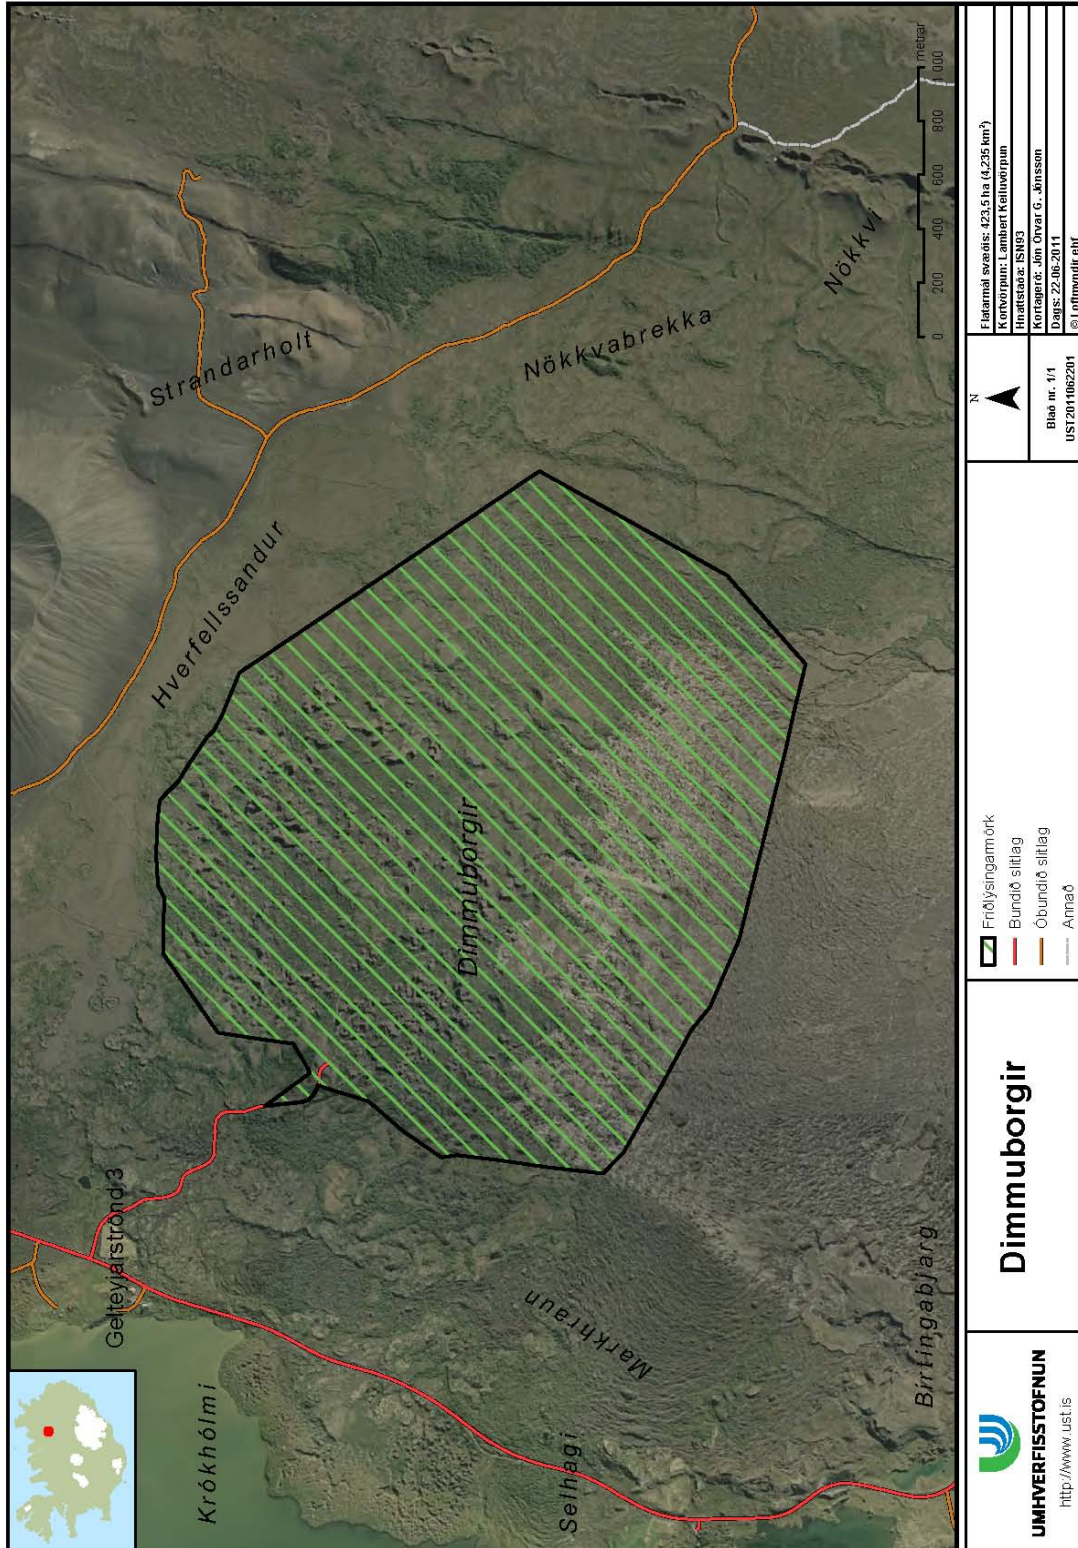 Krókhólmi
Geiteyjarströnd 3
Hverfellssandur
Strandarholt
Dimmuborgir
Nökkvabrekka
Nökkvi
Selhagi
Markhraun
Birtingabjarg
0 200 400 600 800 1 000
metrar
UMHVERFISSTOFNUN
http://www.ust.is
Dimmuborgir
Friðlýsingarmörk
Bundið slitlag
Óbundið slitlag
Annað
N
Blað nr. 1/1
UST2011062201
Flatarmál svæðis: 423,5 ha (4,235 km²)
Kortvörpun: Lambert Keiluvörpun
Hnattstaða: ISN93
Kortagerð: Jón Örvar G. Jónsson
Dags: 22-06-2011
© Loftmyndir ehf